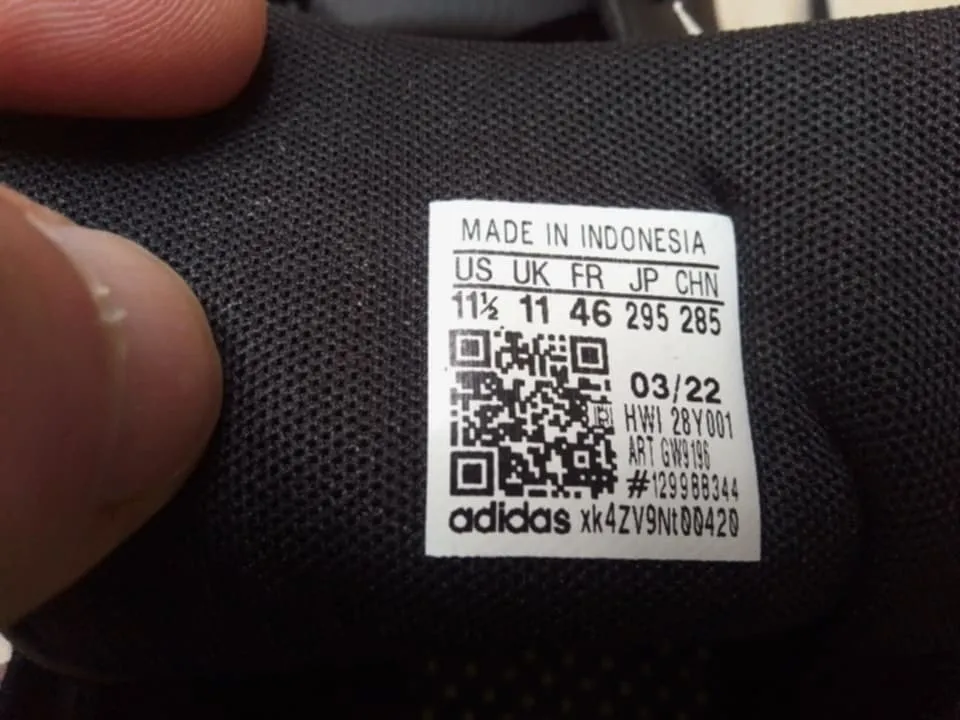 MADE IN INDONESIA
US UK FR JP CHN
11½ 11 46 295 285
03/22
HWI 28Y001
ART GW9196
#129988344
adidas xk4ZV9Nt00420